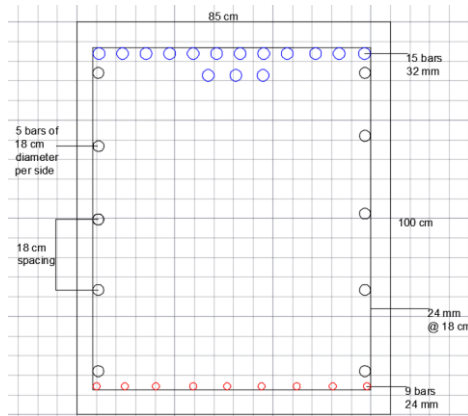 85 cm
15 bars
32 mm
5 bars of
18 cm
diameter
per side
100 cm
18 cm
spacing
24 mm
@ 18 cm
9 bars
24 mm